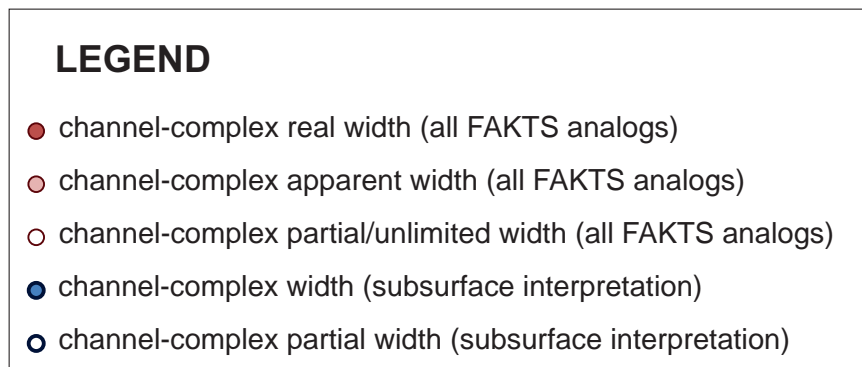 LEGEND
channel-complex real width (all FAKTS analogs)
channel-complex apparent width (all FAKTS analogs)
channel-complex partial/unlimited width (all FAKTS analogs)
channel-complex width (subsurface interpretation)
channel-complex partial width (subsurface interpretation)